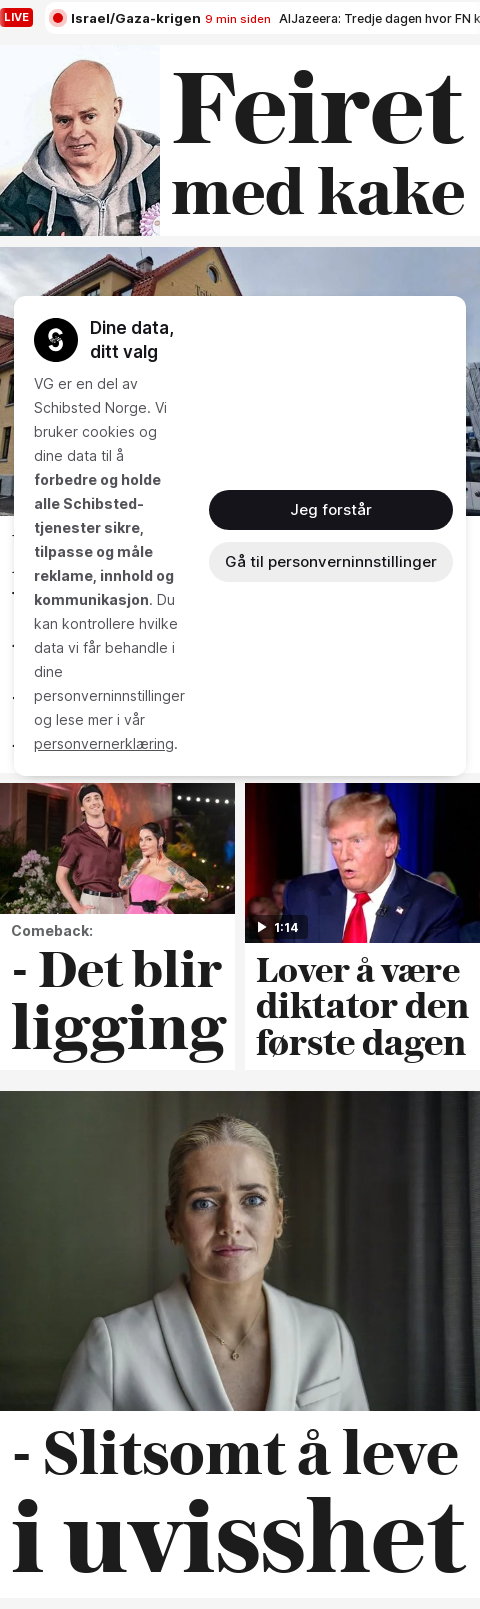 LIVE
Israel/Gaza-krigen 9 min siden AlJazeera: Tredje dagen hvor FN k
Feiret
med kake
Dine data,
ditt valg
VG er en del av
Schibsted Norge. Vi
bruker cookies og
dine data til å
forbedre og holde
alle Schibsted-
tjenester sikre,
tilpasse og måle
reklame, innhold og
kommunikasjon. Du
kan kontrollere hvilke
data vi får behandle i
dine
personverninnstillinger
og lese mer i vår
personvernerklæring.
Jeg forstår
Gå til personverninnstillinger
Comeback:
- Det blir
ligging
1:14
Lover å være
diktator den
første dagen
- Slitsomt å leve
i uvisshet